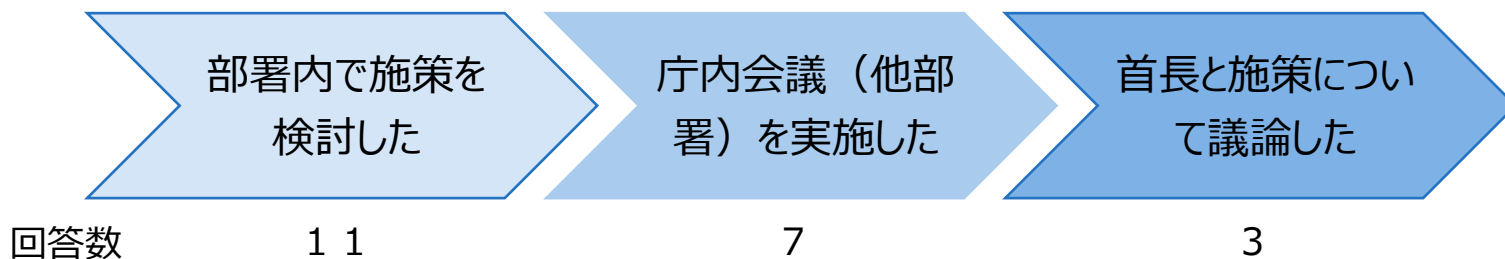 部署内で施策を
検討した
庁内会議（他部
署）を実施した
首長と施策につい
て議論した
回答数 １１ 7 3